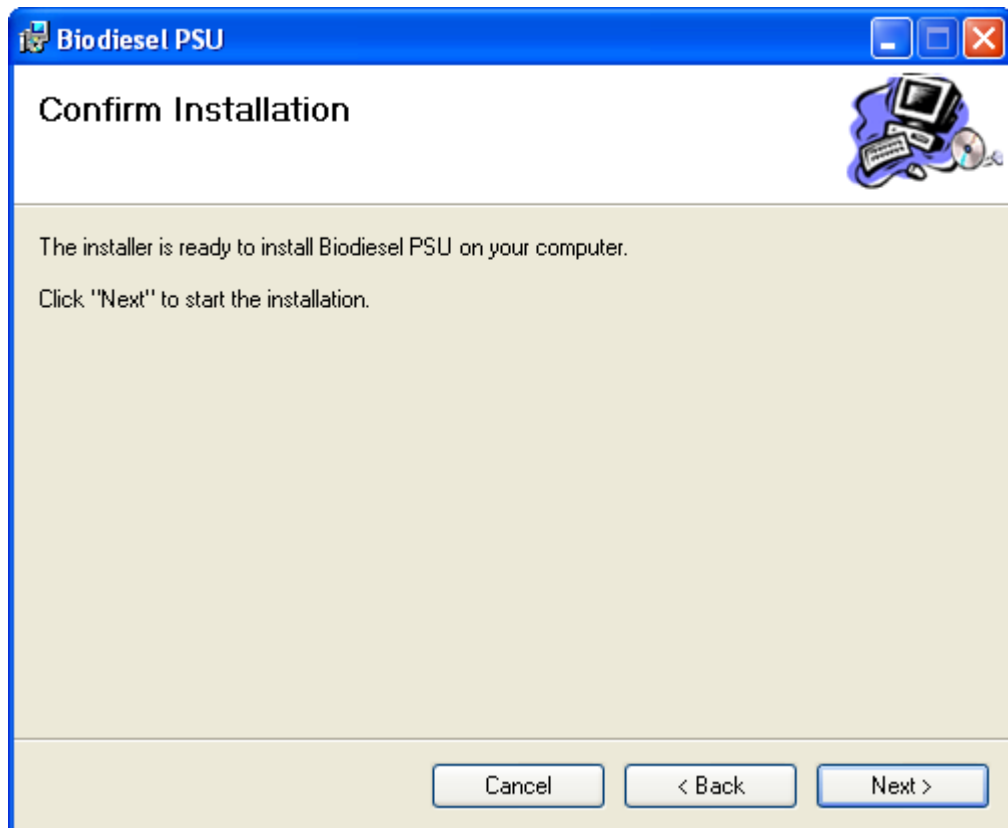 Biodiesel PSU
Confirm Installation
The installer is ready to install Biodiesel PSU on your computer.
Click "Next" to start the installation.
Cancel
< Back
Next >